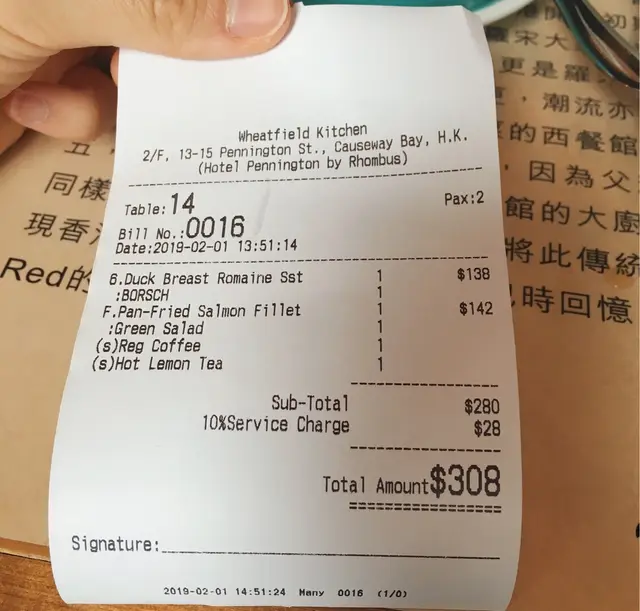 Wheatfield Kitchen
2/F, 13-15 Pennington St., Causeway Bay, H.K.
(Hotel Pennington by Rhombus)
Table:14 Pax:2
Bill No.:0016
Date:2019-02-01 13:51:14
6.Duck Breast Romaine Sst 1 $138
:BORSCH 1
F.Pan-Fried Salmon Fillet 1 $142
:Green Salad 1
(s)Reg Coffee 1
(s)Hot Lemon Tea 1
Sub-Total $280
10%Service Charge $28
Total Amount$308
Signature:
2019-02-01 14:51:24 Many 0016 (1/0)
五
同樣
現香
Red的
初
羅宋大
更是羅
，潮流亦
的西餐館
，因為父
館的大廚
將此傳統
時回憶